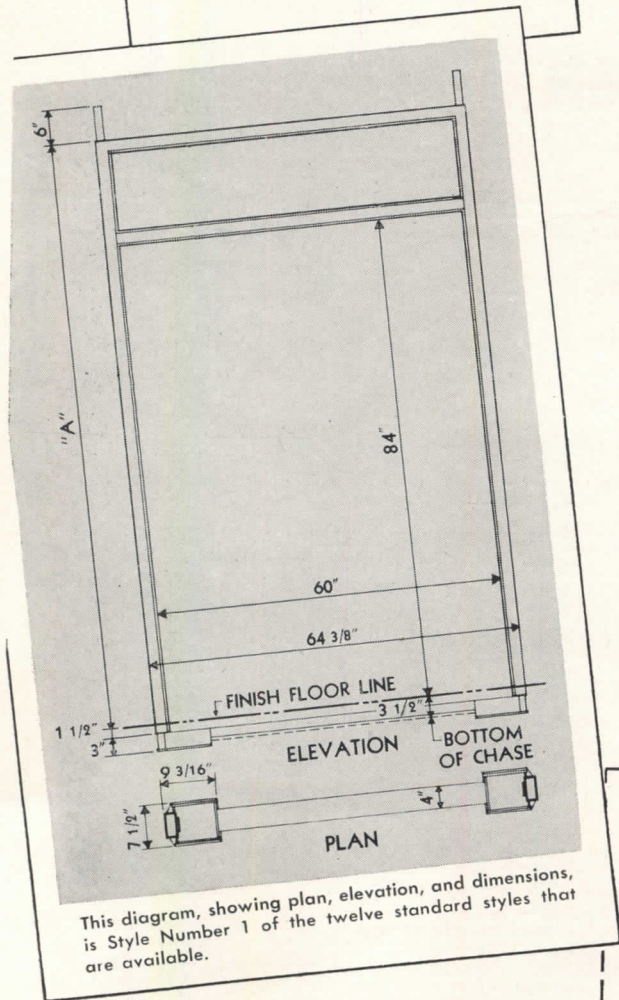 6"
"A"
84"
60"
64 3/8"
FINISH FLOOR LINE
1 1/2"
3 1/2"
3"
ELEVATION
BOTTOM
OF CHASE
9 3/16"
7 1/2"
4"
PLAN
This diagram, showing plan, elevation, and dimensions,
is Style Number 1 of the twelve standard styles that
are available.